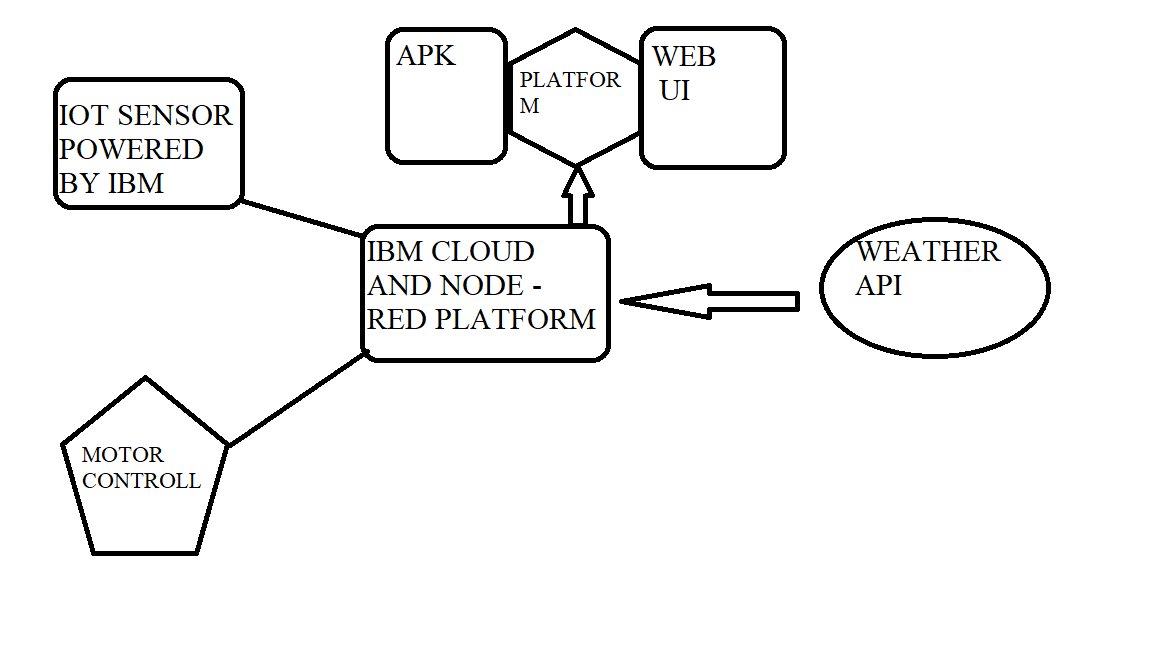 APK
PLATFOR
M
WEB
UI
IOT SENSOR
POWERED
BY IBM
IBM CLOUD
AND NODE -
RED PLATFORM
WEATHER
API
MOTOR
CONTROLL